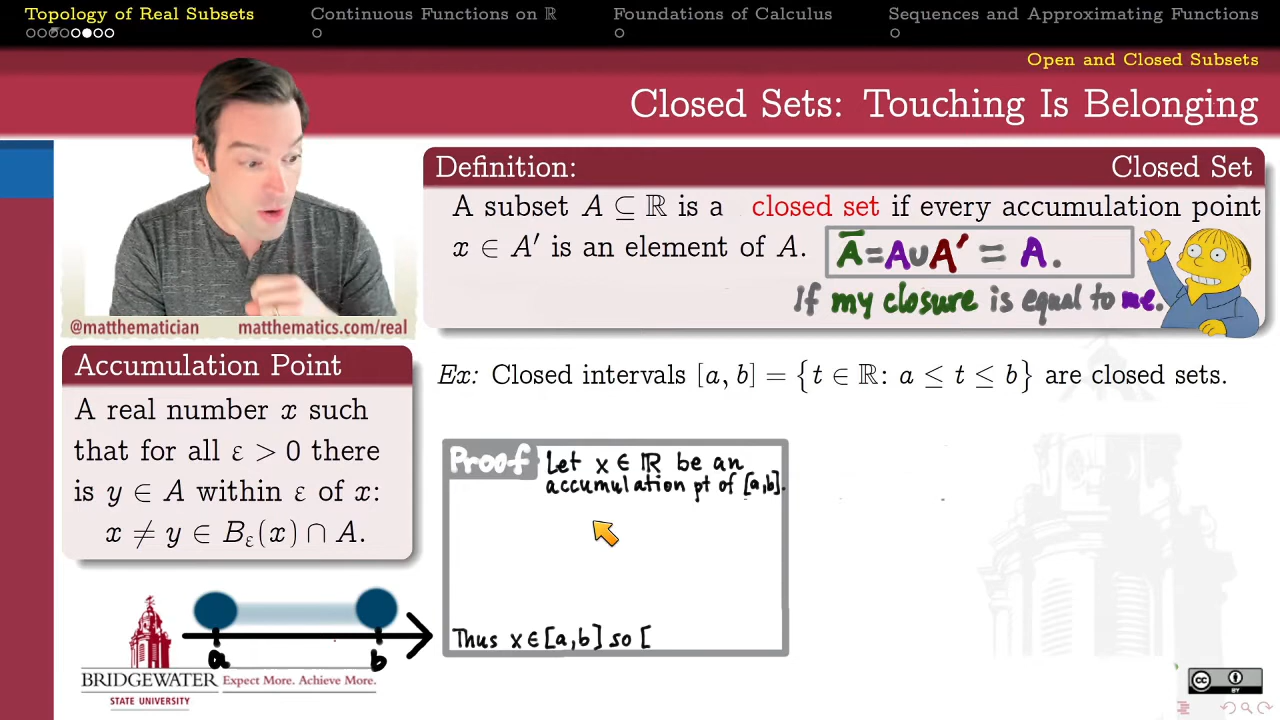 Topology of Real Subsets Continuous Functions on ℝ Foundations of Calculus Sequences and Approximating Functions
Open and Closed Subsets
Closed Sets: Touching Is Belonging
Definition: Closed Set
A subset A ⊆ ℝ is a closed set if every accumulation point
x ∈ A′ is an element of A.
A̅ = A ∪ A′ = A.
If my closure is equal to me.
@matthematician matthematics.com/real
Accumulation Point
A real number x such
that for all ε > 0 there
is y ∈ A within ε of x:
x ≠ y ∈ Bε(x) ∩ A.
Ex: Closed intervals [a, b] = {t ∈ ℝ: a ≤ t ≤ b} are closed sets.
Proof Let x ∈ ℝ be an
accumulation pt of [a,b].
Thus x ∈ [a,b] so [
a b
BRIDGEWATER Expect More. Achieve More.
STATE UNIVERSITY
CC BY